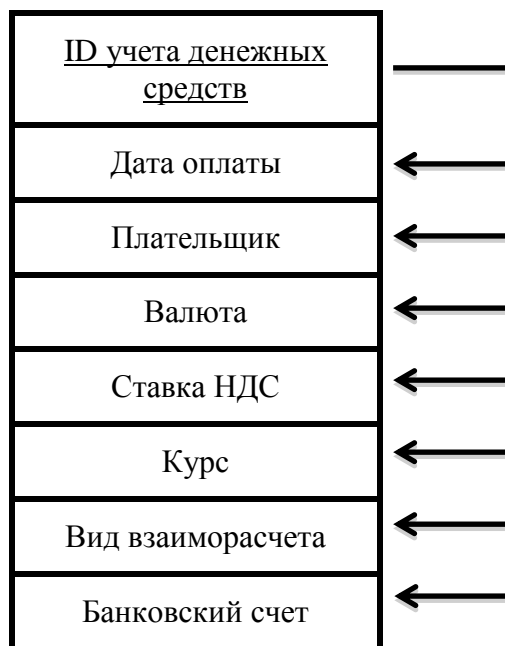 ID учета денежных
средств
Дата оплаты
Плательщик
Валюта
Ставка НДС
Курс
Вид взаиморасчета
Банковский счет